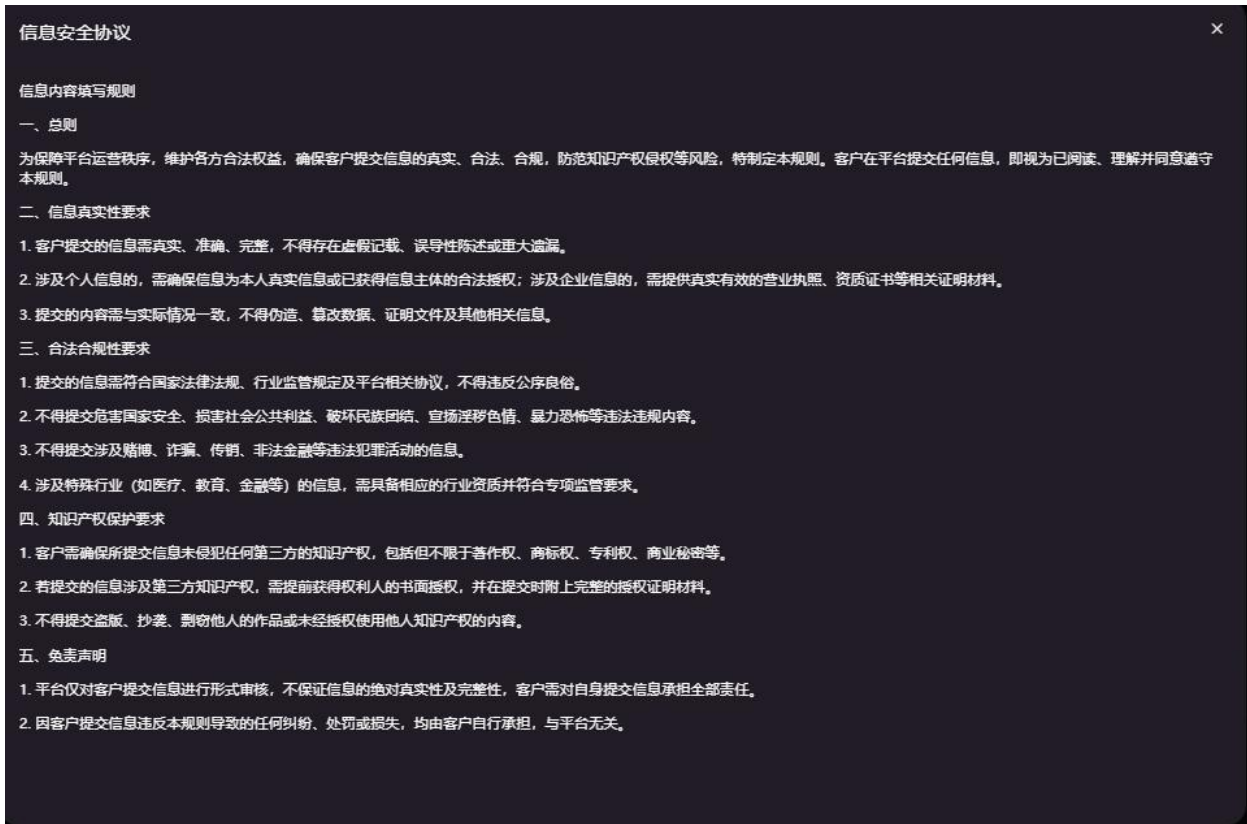 信息安全协议
×
信息内容填写规则
一、总则
为保障平台运营秩序，维护各方合法权益，确保客户提交信息的真实、合法、合规，防范知识产权侵权等风险，特制定本规则。客户在平台提交任何信息，即视为已阅读、理解并同意遵守
本规则。
二、信息真实性要求
1. 客户提交的信息需真实、准确、完整，不得存在虚假记载、误导性陈述或重大遗漏。
2. 涉及个人信息的，需确保信息为本人真实信息或已获得信息主体的合法授权；涉及企业信息的，需提供真实有效的营业执照、资质证书等相关证明材料。
3. 提交的内容需与实际情况一致，不得伪造、篡改数据、证明文件及其他相关信息。
三、合法合规性要求
1. 提交的信息需符合国家法律法规、行业监管规定及平台相关协议，不得违反公序良俗。
2. 不得提交危害国家安全、损害社会公共利益、破坏民族团结、宣扬淫秽色情、暴力恐怖等违法违规内容。
3. 不得提交涉及赌博、诈骗、传销、非法金融等违法犯罪活动的信息。
4. 涉及特殊行业（如医疗、教育、金融等）的信息，需具备相应的行业资质并符合专项监管要求。
四、知识产权保护要求
1. 客户需确保所提交信息未侵犯任何第三方的知识产权，包括但不限于著作权、商标权、专利权、商业秘密等。
2. 若提交的信息涉及第三方知识产权，需提前获得权利人的书面授权，并在提交时附上完整的授权证明材料。
3. 不得提交盗版、抄袭、剽窃他人的作品或未经授权使用他人知识产权的内容。
五、免责声明
1. 平台仅对客户提交信息进行形式审核，不保证信息的绝对真实性及完整性，客户需对自身提交信息承担全部责任。
2. 因客户提交信息违反本规则导致的任何纠纷、处罚或损失，均由客户自行承担，与平台无关。